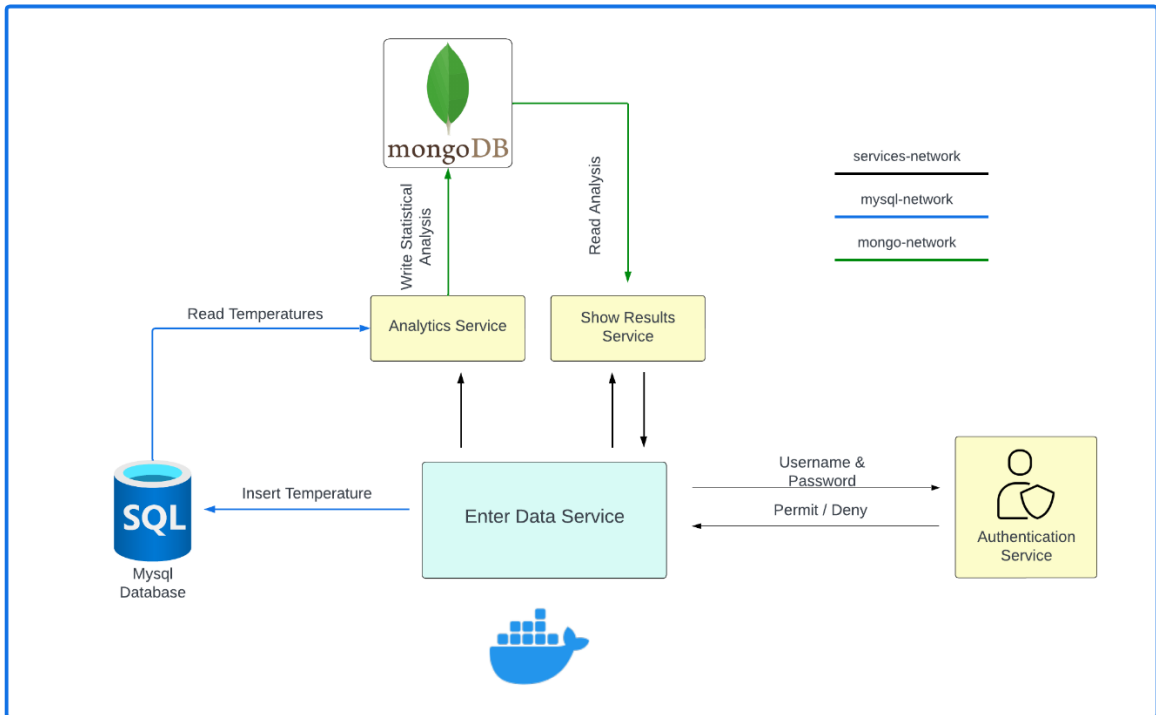 mongoDB
services-network
mysql-network
mongo-network
Write Statistical
Analysis
Read Analysis
Read Temperatures
Analytics Service
Show Results
Service
SQL
Mysql
Database
Insert Temperature
Enter Data Service
Username &
Password
Permit / Deny
Authentication
Service